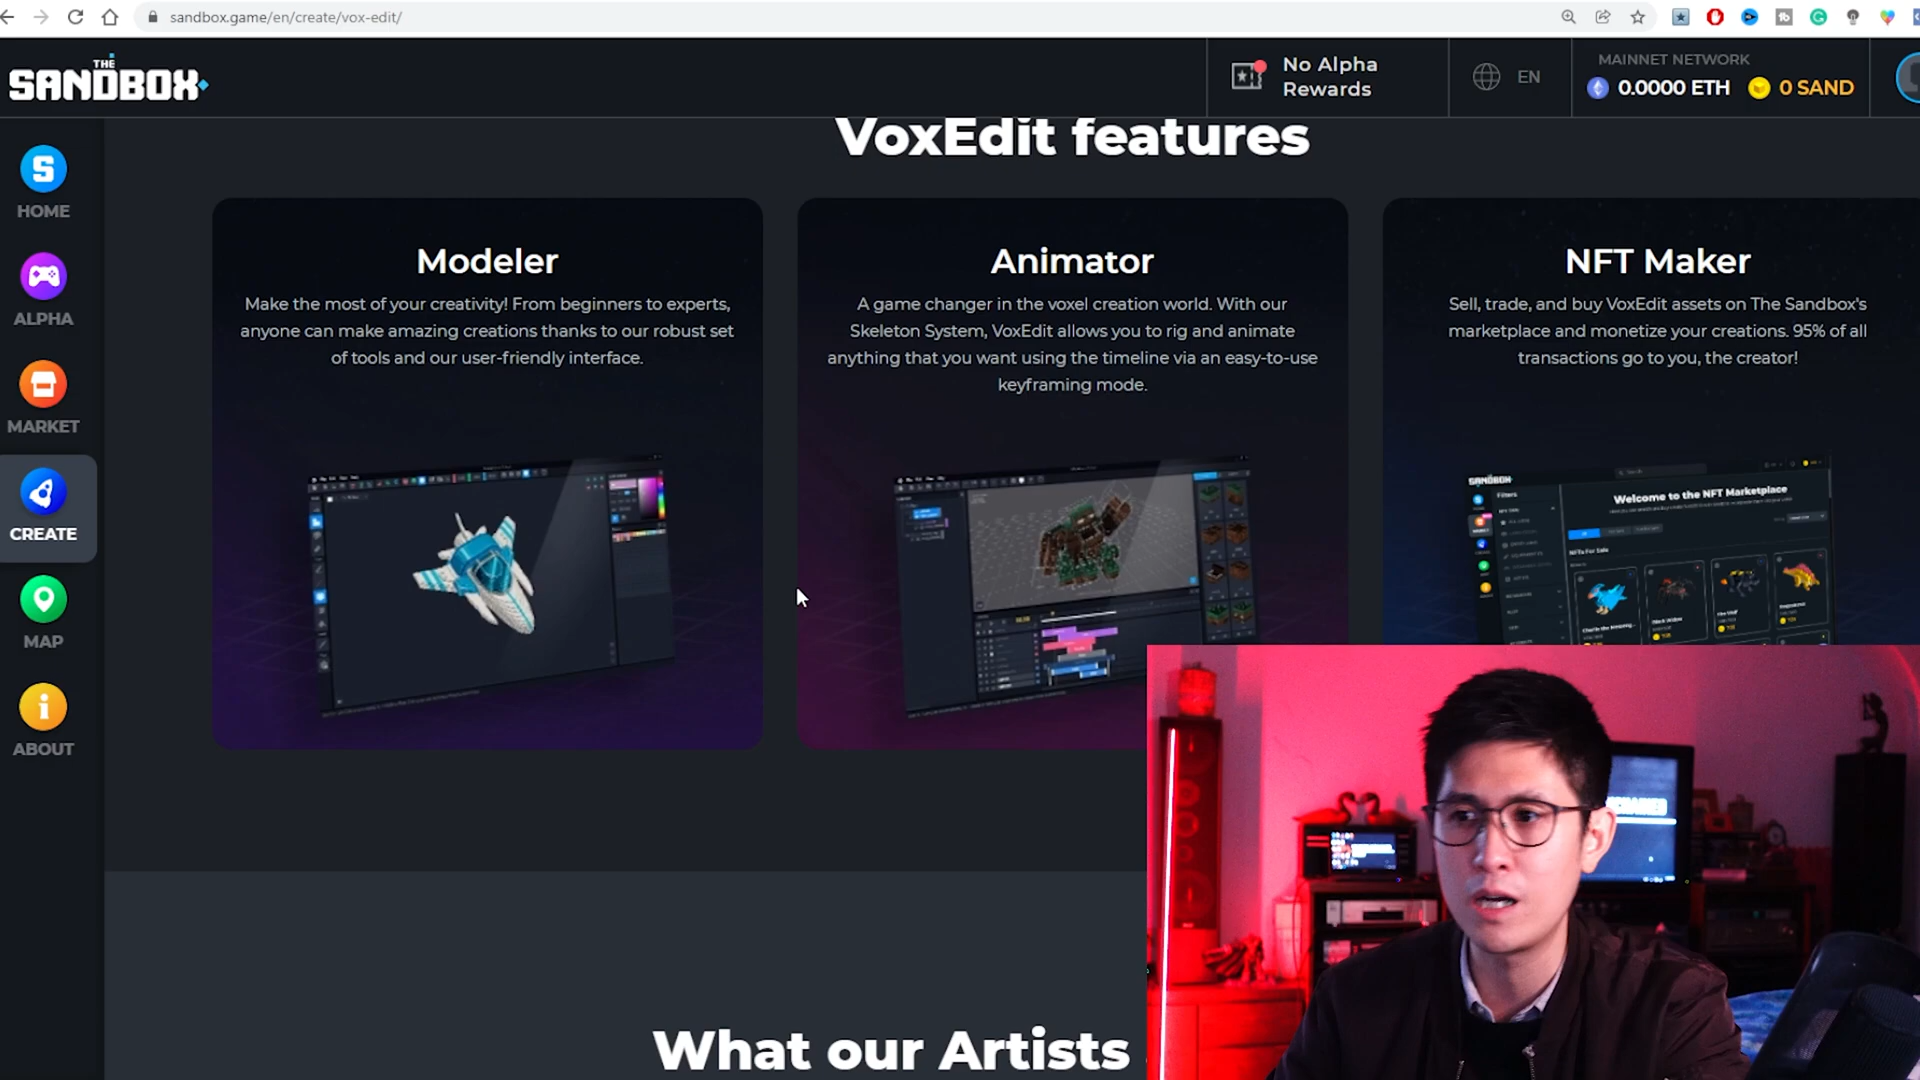 sandbox.game/en/create/vox-edit/
THE
SANDBOX
No Alpha
Rewards
EN
MAINNET NETWORK
0.0000 ETH
0 SAND
HOME
ALPHA
MARKET
CREATE
MAP
ABOUT
VoxEdit features
Modeler
Make the most of your creativity! From beginners to experts,
anyone can make amazing creations thanks to our robust set
of tools and our user-friendly interface.
Animator
A game changer in the voxel creation world. With our
Skeleton System, VoxEdit allows you to rig and animate
anything that you want using the timeline via an easy-to-use
keyframing mode.
NFT Maker
Sell, trade, and buy VoxEdit assets on The Sandbox's
marketplace and monetize your creations. 95% of all
transactions go to you, the creator!
SANDBOX
Filters
Welcome to the NFT Marketplace
NFTs For Sale
What our Artists